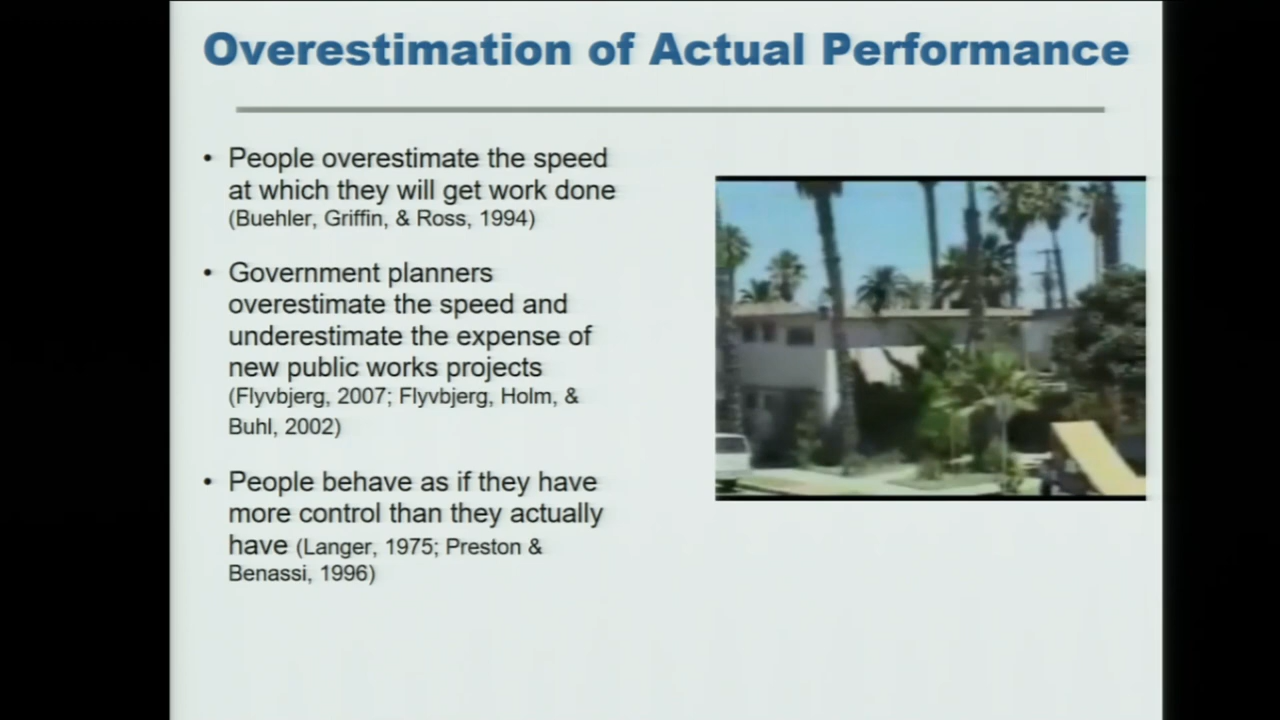 Overestimation of Actual Performance
• People overestimate the speed
at which they will get work done
(Buehler, Griffin, & Ross, 1994)
• Government planners
overestimate the speed and
underestimate the expense of
new public works projects
(Flyvbjerg, 2007; Flyvbjerg, Holm, &
Buhl, 2002)
• People behave as if they have
more control than they actually
have (Langer, 1975; Preston &
Benassi, 1996)